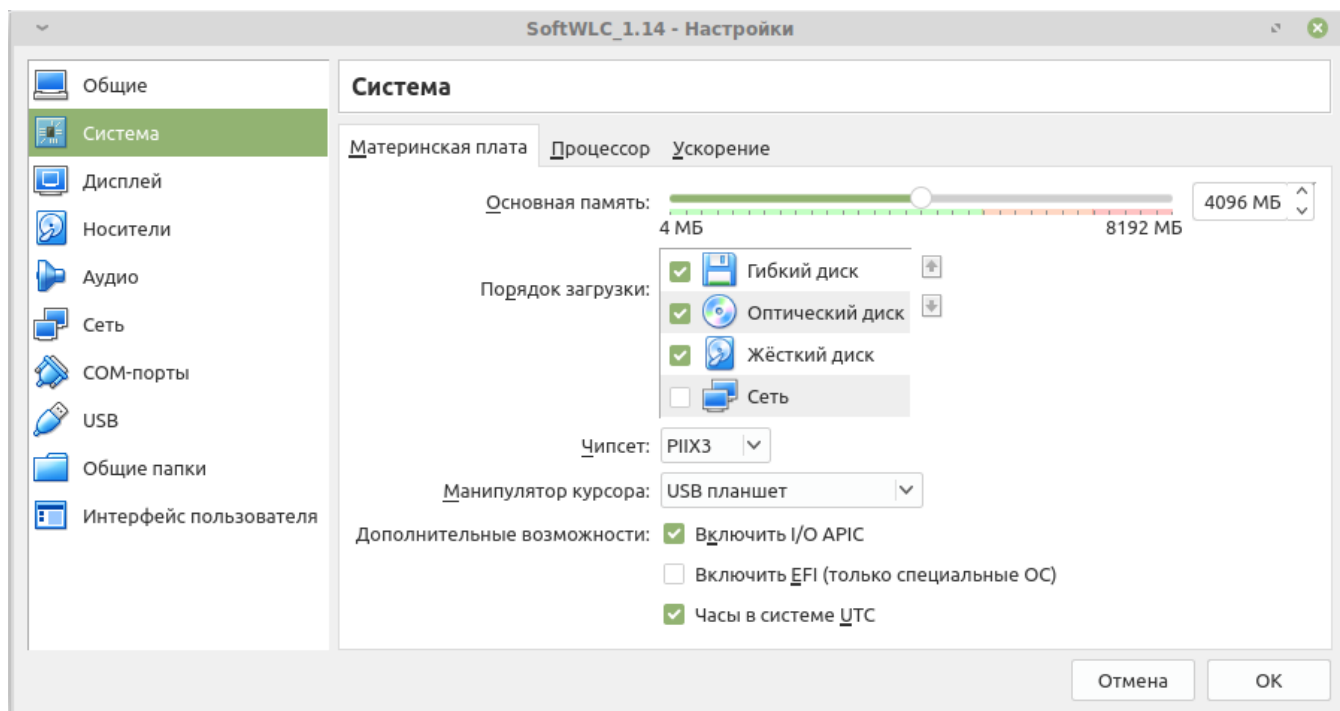 SoftWLC_1.14 - Настройки
Общие
Система
Дисплей
Носители
Аудио
Сеть
COM-порты
USB
Общие папки
Интерфейс пользователя
Система
Материнская плата Процессор Ускорение
Основная память: 4096 МБ
4 МБ 8192 МБ
Порядок загрузки:
Гибкий диск
Оптический диск
Жёсткий диск
Сеть
Чипсет: PIIX3
Манипулятор курсора: USB планшет
Дополнительные возможности: Включить I/O APIC
Включить EFI (только специальные ОС)
Часы в системе UTC
Отмена OK